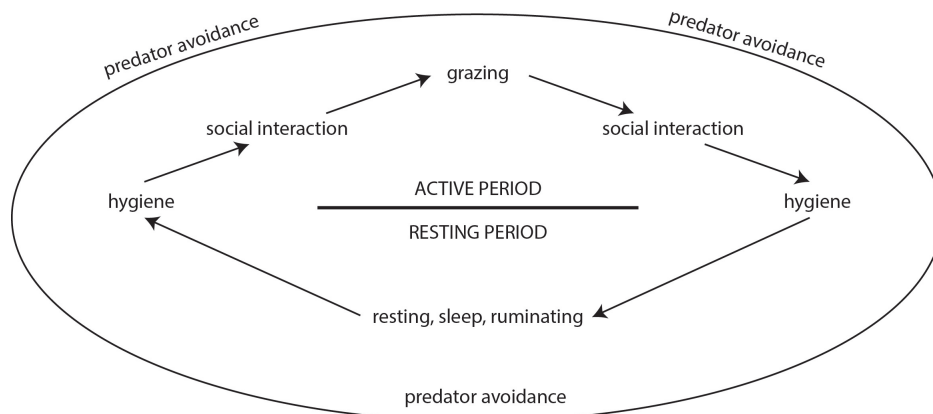 predator avoidance
predator avoidance
grazing
social interaction
social interaction
ACTIVE PERIOD
hygiene
hygiene
RESTING PERIOD
resting, sleep, ruminating
predator avoidance